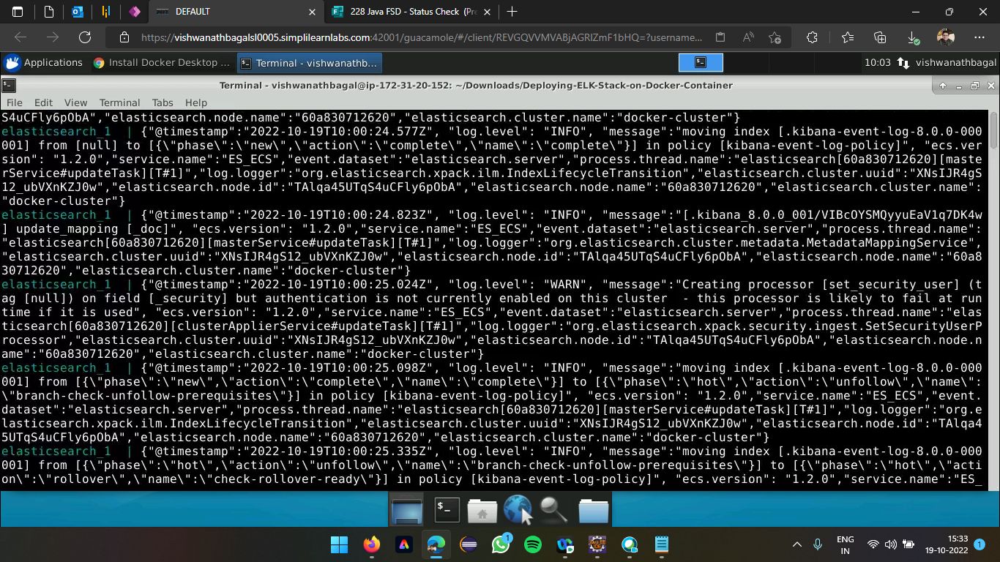 DEFAULT
228 Java FSD - Status Check (Pre
https://vishwanathbagalsl0005.simplilearnlabs.com:42001/guacamole/#/client/REVGQVVMVABjAGRlZmF1bHQ=?username...
Applications
Install Docker Desktop ...
Terminal - vishwanathb...
10:03
vishwanathbagal
Terminal - vishwanathbagal@ip-172-31-20-152: ~/Downloads/Deploying-ELK-Stack-on-Docker-Container
File Edit View Terminal Tabs Help
S4uCFly6pObA","elasticsearch.node.name":"60a830712620","elasticsearch.cluster.name":"docker-cluster"}
elasticsearch_1 | {"@timestamp":"2022-10-19T10:00:24.577Z", "log.level": "INFO", "message":"moving index [.kibana-event-log-8.0.0-000
001] from [null] to [{\"phase\":\"new\",\"action\":\"complete\",\"name\":\"complete\"}] in policy [kibana-event-log-policy]", "ecs.ver
sion": "1.2.0","service.name":"ES_ECS","event.dataset":"elasticsearch.server","process.thread.name":"elasticsearch[60a830712620][maste
rService#updateTask][T#1]","log.logger":"org.elasticsearch.xpack.ilm.IndexLifecycleTransition","elasticsearch.cluster.uuid":"XNsIJR4gS
12_ubVXnKZJ0w","elasticsearch.node.id":"TAlqa45UTqS4uCFly6pObA","elasticsearch.node.name":"60a830712620","elasticsearch.cluster.name":
"docker-cluster"}
elasticsearch_1 | {"@timestamp":"2022-10-19T10:00:24.823Z", "log.level": "INFO", "message":"[.kibana_8.0.0_001/VIBcOYSMQyyuEaV1q7DK4w
] update_mapping [_doc]", "ecs.version": "1.2.0","service.name":"ES_ECS","event.dataset":"elasticsearch.server","process.thread.name":
"elasticsearch[60a830712620][masterService#updateTask][T#1]","log.logger":"org.elasticsearch.cluster.metadata.MetadataMappingService",
"elasticsearch.cluster.uuid":"XNsIJR4gS12_ubVXnKZJ0w","elasticsearch.node.id":"TAlqa45UTqS4uCFly6pObA","elasticsearch.node.name":"60a8
30712620","elasticsearch.cluster.name":"docker-cluster"}
elasticsearch_1 | {"@timestamp":"2022-10-19T10:00:25.024Z", "log.level": "WARN", "message":"Creating processor [set_security_user] (t
ag [null]) on field [_security] but authentication is not currently enabled on this cluster  - this processor is likely to fail at run
time if it is used", "ecs.version": "1.2.0","service.name":"ES_ECS","event.dataset":"elasticsearch.server","process.thread.name":"elas
ticsearch[60a830712620][clusterApplierService#updateTask][T#1]","log.logger":"org.elasticsearch.xpack.security.ingest.SetSecurityUserP
rocessor","elasticsearch.cluster.uuid":"XNsIJR4gS12_ubVXnKZJ0w","elasticsearch.node.id":"TAlqa45UTqS4uCFly6pObA","elasticsearch.node.n
ame":"60a830712620","elasticsearch.cluster.name":"docker-cluster"}
elasticsearch_1 | {"@timestamp":"2022-10-19T10:00:25.098Z", "log.level": "INFO", "message":"moving index [.kibana-event-log-8.0.0-000
001] from [{\"phase\":\"new\",\"action\":\"complete\",\"name\":\"complete\"}] to [{\"phase\":\"hot\",\"action\":\"unfollow\",\"name\":
\"branch-check-unfollow-prerequisites\"}] in policy [kibana-event-log-policy]", "ecs.version": "1.2.0","service.name":"ES_ECS","event.
dataset":"elasticsearch.server","process.thread.name":"elasticsearch[60a830712620][masterService#updateTask][T#1]","log.logger":"org.e
lasticsearch.xpack.ilm.IndexLifecycleTransition","elasticsearch.cluster.uuid":"XNsIJR4gS12_ubVXnKZJ0w","elasticsearch.node.id":"TAlqa4
5UTqS4uCFly6pObA","elasticsearch.node.name":"60a830712620","elasticsearch.cluster.name":"docker-cluster"}
elasticsearch_1 | {"@timestamp":"2022-10-19T10:00:25.335Z", "log.level": "INFO", "message":"moving index [.kibana-event-log-8.0.0-000
001] from [{\"phase\":\"hot\",\"action\":\"unfollow\",\"name\":\"branch-check-unfollow-prerequisites\"}] to [{\"phase\":\"hot\",\"acti
on\":\"rollover\",\"name\":\"check-rollover-ready\"}] in policy [kibana-event-log-policy]", "ecs.version": "1.2.0","service.name":"ES_
1
ENG
IN
15:33
19-10-2022
1